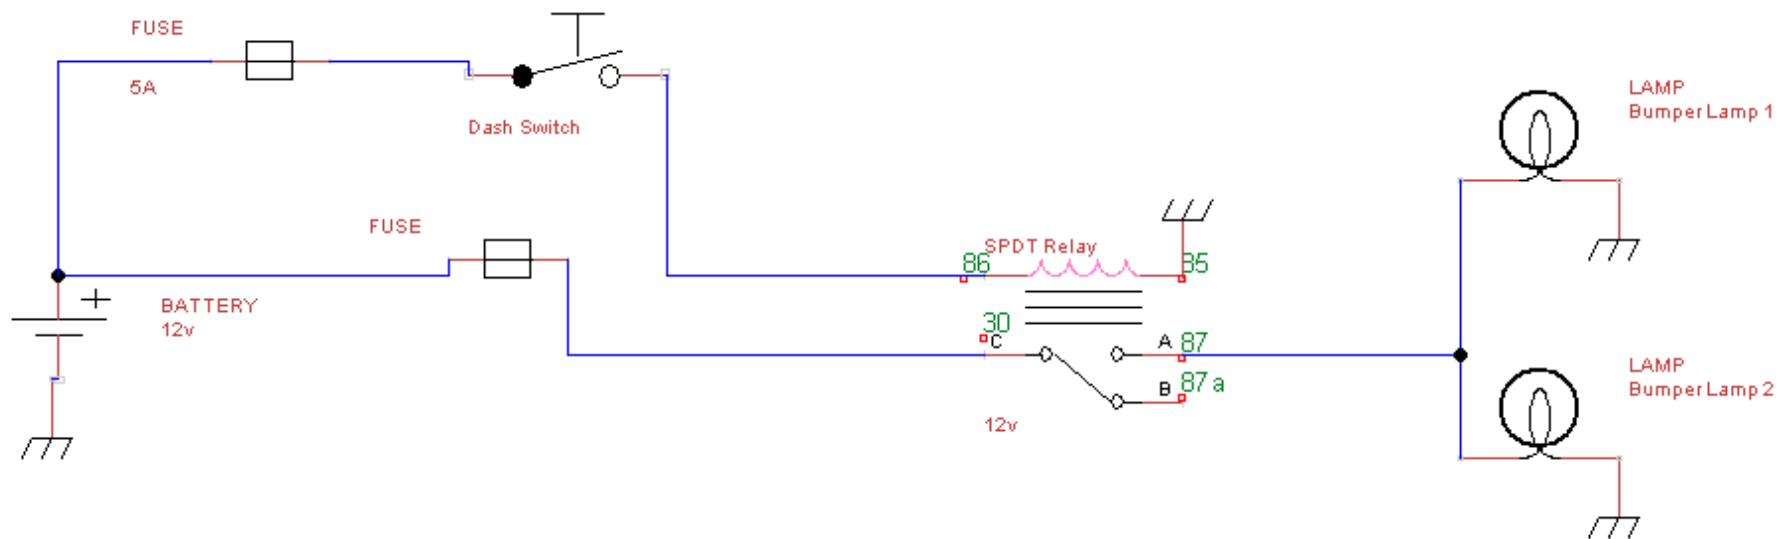 FUSE
5A
Dash Switch
LAMP
Bumper Lamp 1
FUSE
SPDT Relay
86
85
+
BATTERY
12v
30
C
A
87
B
87a
12v
LAMP
Bumper Lamp 2